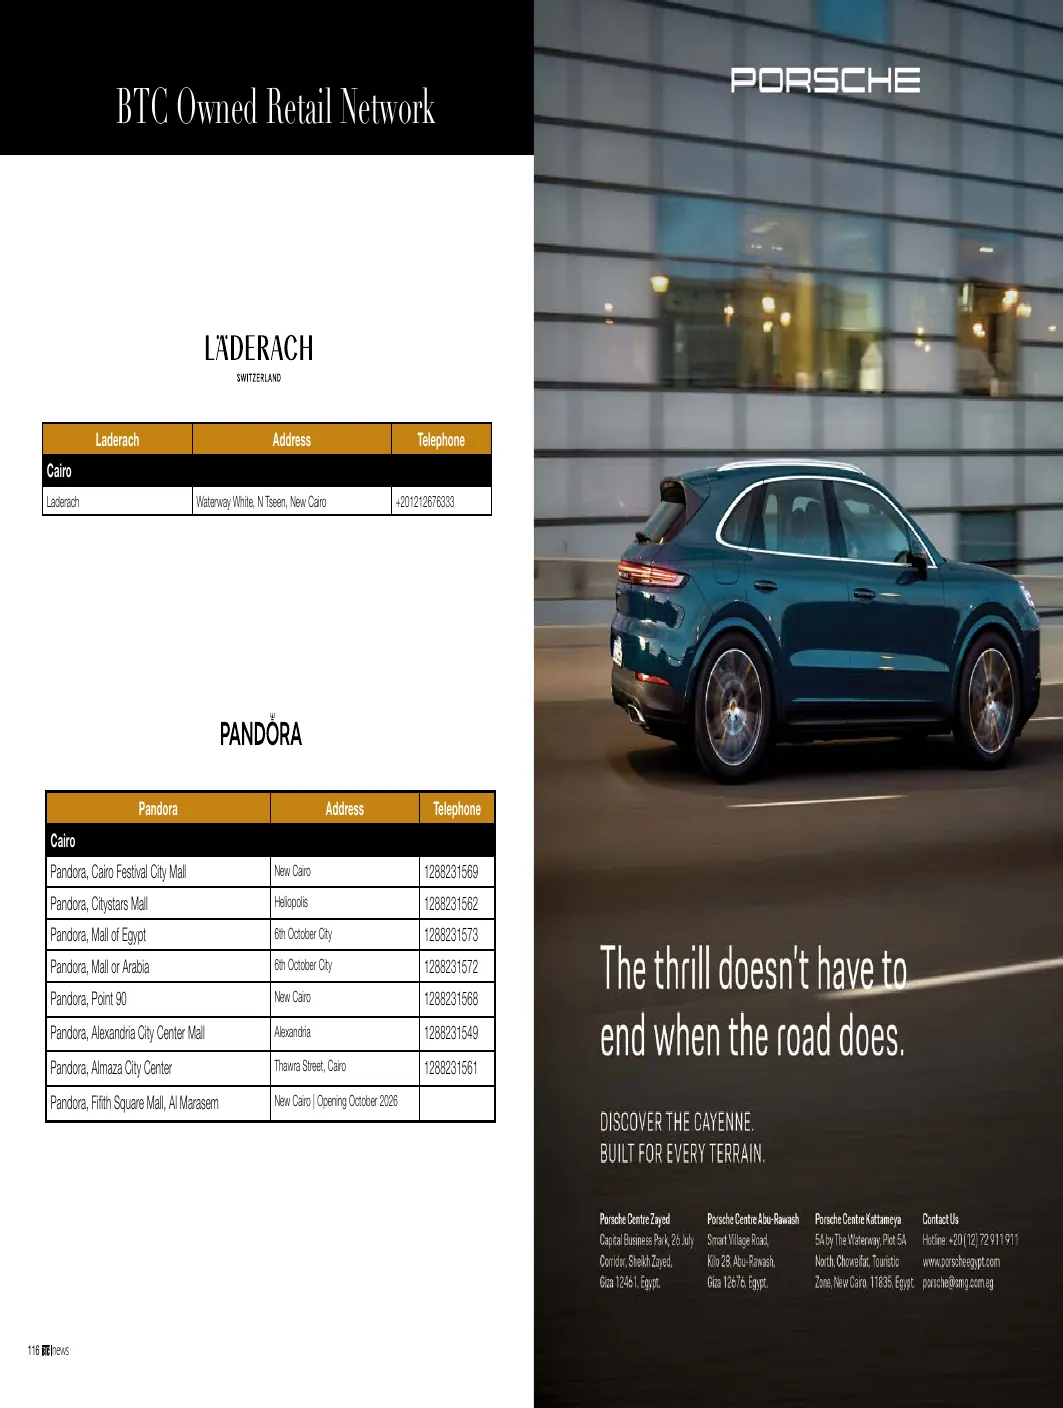 BTC Owned Retail Network
LÄDERACH
SWITZERLAND
Laderach Address Telephone
Cairo
Laderach Waterway White, N Tseen, New Cairo +201212676333
PANDORA
Pandora Address Telephone
Cairo
Pandora, Cairo Festival City Mall New Cairo 1288231569
Pandora, Citystars Mall Heliopolis 1288231562
Pandora, Mall of Egypt 6th October City 1288231573
Pandora, Mall or Arabia 6th October City 1288231572
Pandora, Point 90 New Cairo 1288231568
Pandora, Alexandria City Center Mall Alexandria 1288231549
Pandora, Almaza City Center Thawra Street, Cairo 1288231561
Pandora, Fifith Square Mall, Al Marasem New Cairo | Opening October 2026
116 BTC news
PORSCHE
The thrill doesn't have to
end when the road does.
DISCOVER THE CAYENNE.
BUILT FOR EVERY TERRAIN.
Porsche Centre Zayed
Capital Business Park, 26 July
Corridor, Sheikh Zayed,
Giza 12461, Egypt.
Porsche Centre Abu-Rawash
Smart Village Road,
Kilo 28, Abu-Rawash,
Giza 12676, Egypt.
Porsche Centre Kattameya
5A by The Waterway, Plot 5A
North, Choweifat, Touristic
Zone, New Cairo, 11835, Egypt.
Contact Us
Hotline: +20 (12) 72 911 911
www.porscheegypt.com
porsche@smg.com.eg